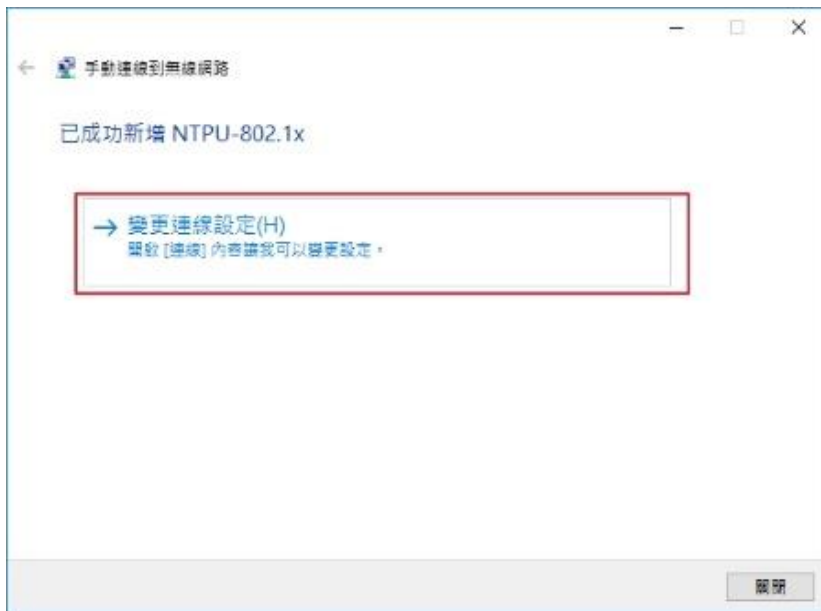 手動連線到無線網路
已成功新增 NTPU-802.1x
變更連線設定(H)
開啟 [連線] 內容讓我可以變更設定。
關閉